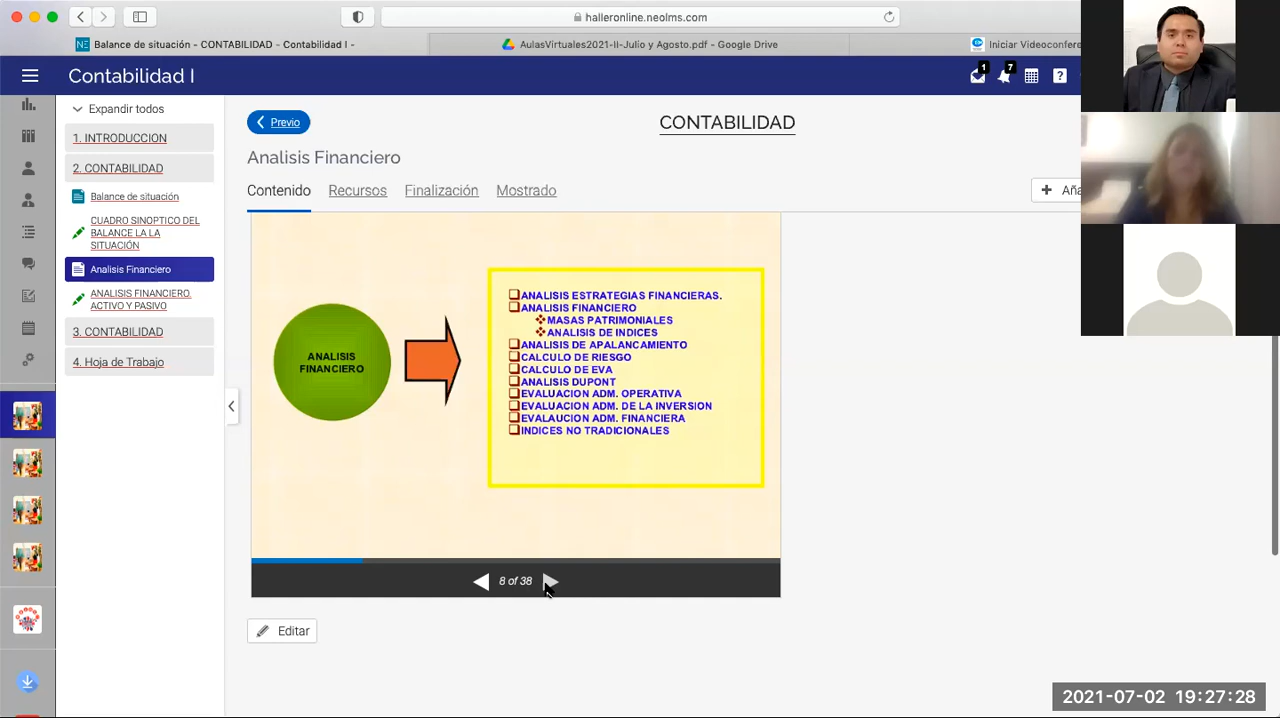 halleronline.neolms.com
Balance de situación - CONTABILIDAD – Contabilidad I -
AulasVirtuales2021-II-Julio y Agosto.pdf - Google Drive
Iniciar Videoconfe
Contabilidad I
1
7
Expandir todos
1. INTRODUCCION
2. CONTABILIDAD
Balance de situación
CUADRO SINOPTICO DEL
BALANCE LA LA
SITUACIÓN
Analisis Financiero
ANALISIS FINANCIERO.
ACTIVO Y PASIVO
3. CONTABILIDAD
4. Hoja de Trabajo
Previo
CONTABILIDAD
Analisis Financiero
Contenido
Recursos
Finalización
Mostrado
Aña
ANALISIS
FINANCIERO
ANALISIS ESTRATEGIAS FINANCIERAS.
ANALISIS FINANCIERO
MASAS PATRIMONIALES
ANALISIS DE INDICES
ANALISIS DE APALANCAMIENTO
CALCULO DE RIESGO
CALCULO DE EVA
ANALISIS DUPONT
EVALUACION ADM. OPERATIVA
EVALUACION ADM. DE LA INVERSION
EVALAUCION ADM. FINANCIERA
INDICES NO TRADICIONALES
8 of 38
Editar
2021-07-02 19:27:28